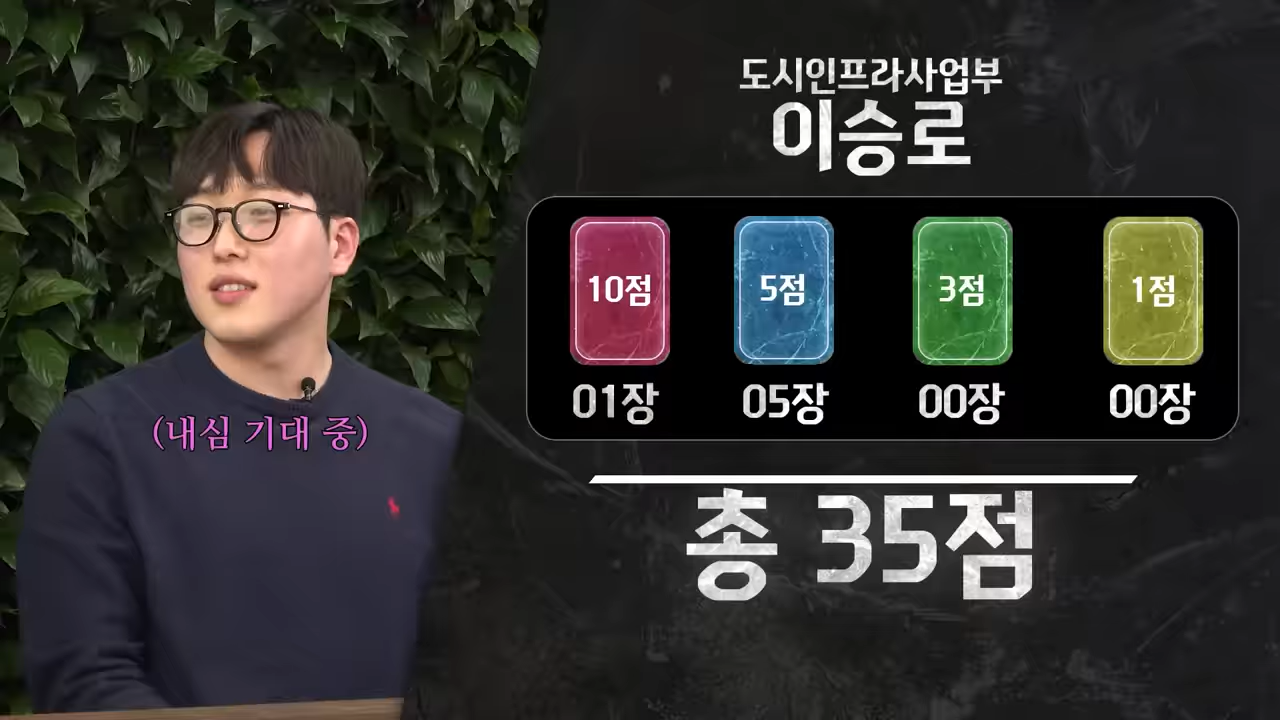 도시인프라사업부
이승로
10점 5점 3점 1점
01장 05장 00장 00장
(내심 기대 중)
총 35점